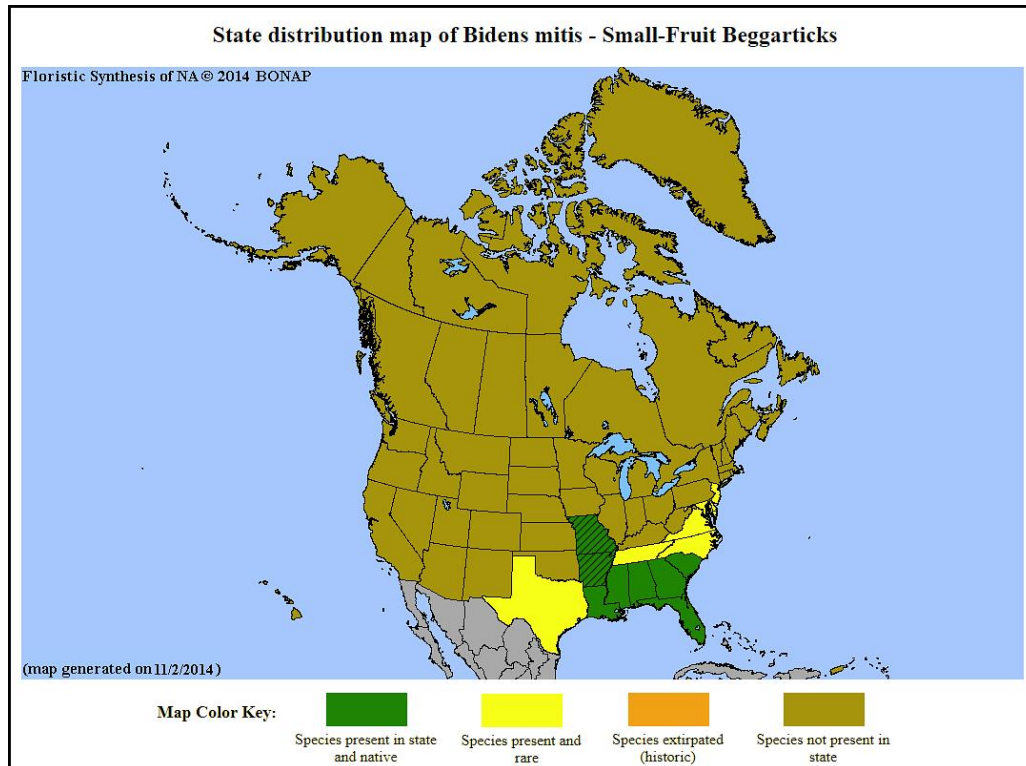 State distribution map of Bidens mitis - Small-Fruit Beggarticks
Floristic Synthesis of NA © 2014 BONAP
(map generated on 11/2/2014)
Map Color Key:
Species present in state
and native
Species present and
rare
Species extirpated
(historic)
Species not present in
state